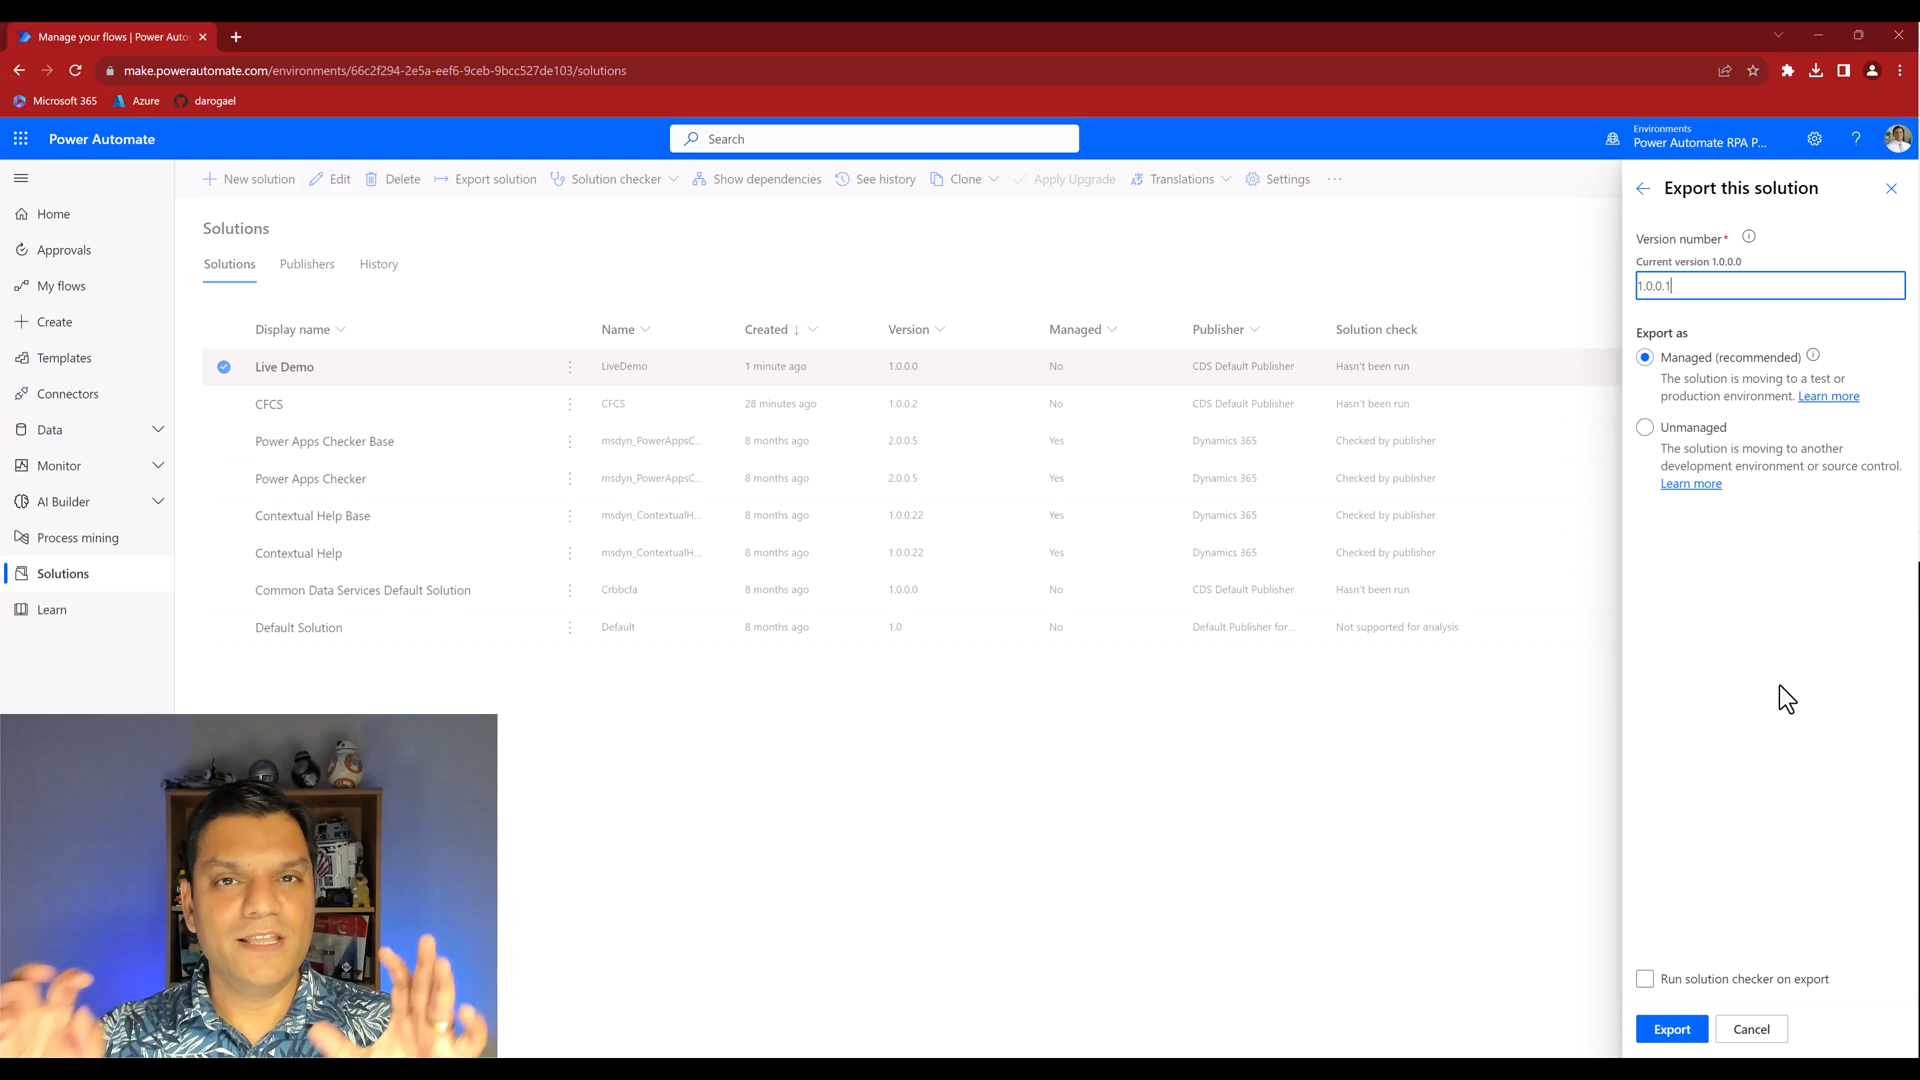 Manage your flows | Power Auto
make.powerautomate.com/environments/66c2f294-2e5a-eef6-9ceb-9bcc527de103/solutions
Microsoft 365 Azure darogael
Power Automate Search Environments
Power Automate RPA P...
New solution Edit Delete Export solution Solution checker Show dependencies See history Clone Apply Upgrade Translations Settings ...
Home
Approvals
My flows
Create
Templates
Connectors
Data
Monitor
AI Builder
Process mining
Solutions
Learn
Solutions
Solutions Publishers History
Display name Name Created ↓ Version Managed Publisher Solution check
Live Demo LiveDemo 1 minute ago 1.0.0.0 No CDS Default Publisher Hasn't been run
CFCS CFCS 28 minutes ago 1.0.0.2 No CDS Default Publisher Hasn't been run
Power Apps Checker Base msdyn_PowerAppsC... 8 months ago 2.0.0.5 Yes Dynamics 365 Checked by publisher
Power Apps Checker msdyn_PowerAppsC... 8 months ago 2.0.0.5 Yes Dynamics 365 Checked by publisher
Contextual Help Base msdyn_ContextualH... 8 months ago 1.0.0.22 Yes Dynamics 365 Checked by publisher
Contextual Help msdyn_ContextualH... 8 months ago 1.0.0.22 Yes Dynamics 365 Checked by publisher
Common Data Services Default Solution Crbbcfa 8 months ago 1.0.0.0 No CDS Default Publisher Hasn't been run
Default Solution Default 8 months ago 1.0 No Default Publisher for... Not supported for analysis
Export this solution
Version number*
Current version 1.0.0.0
1.0.0.1
Export as
Managed (recommended)
The solution is moving to a test or
production environment. Learn more
Unmanaged
The solution is moving to another
development environment or source control.
Learn more
Run solution checker on export
Export Cancel